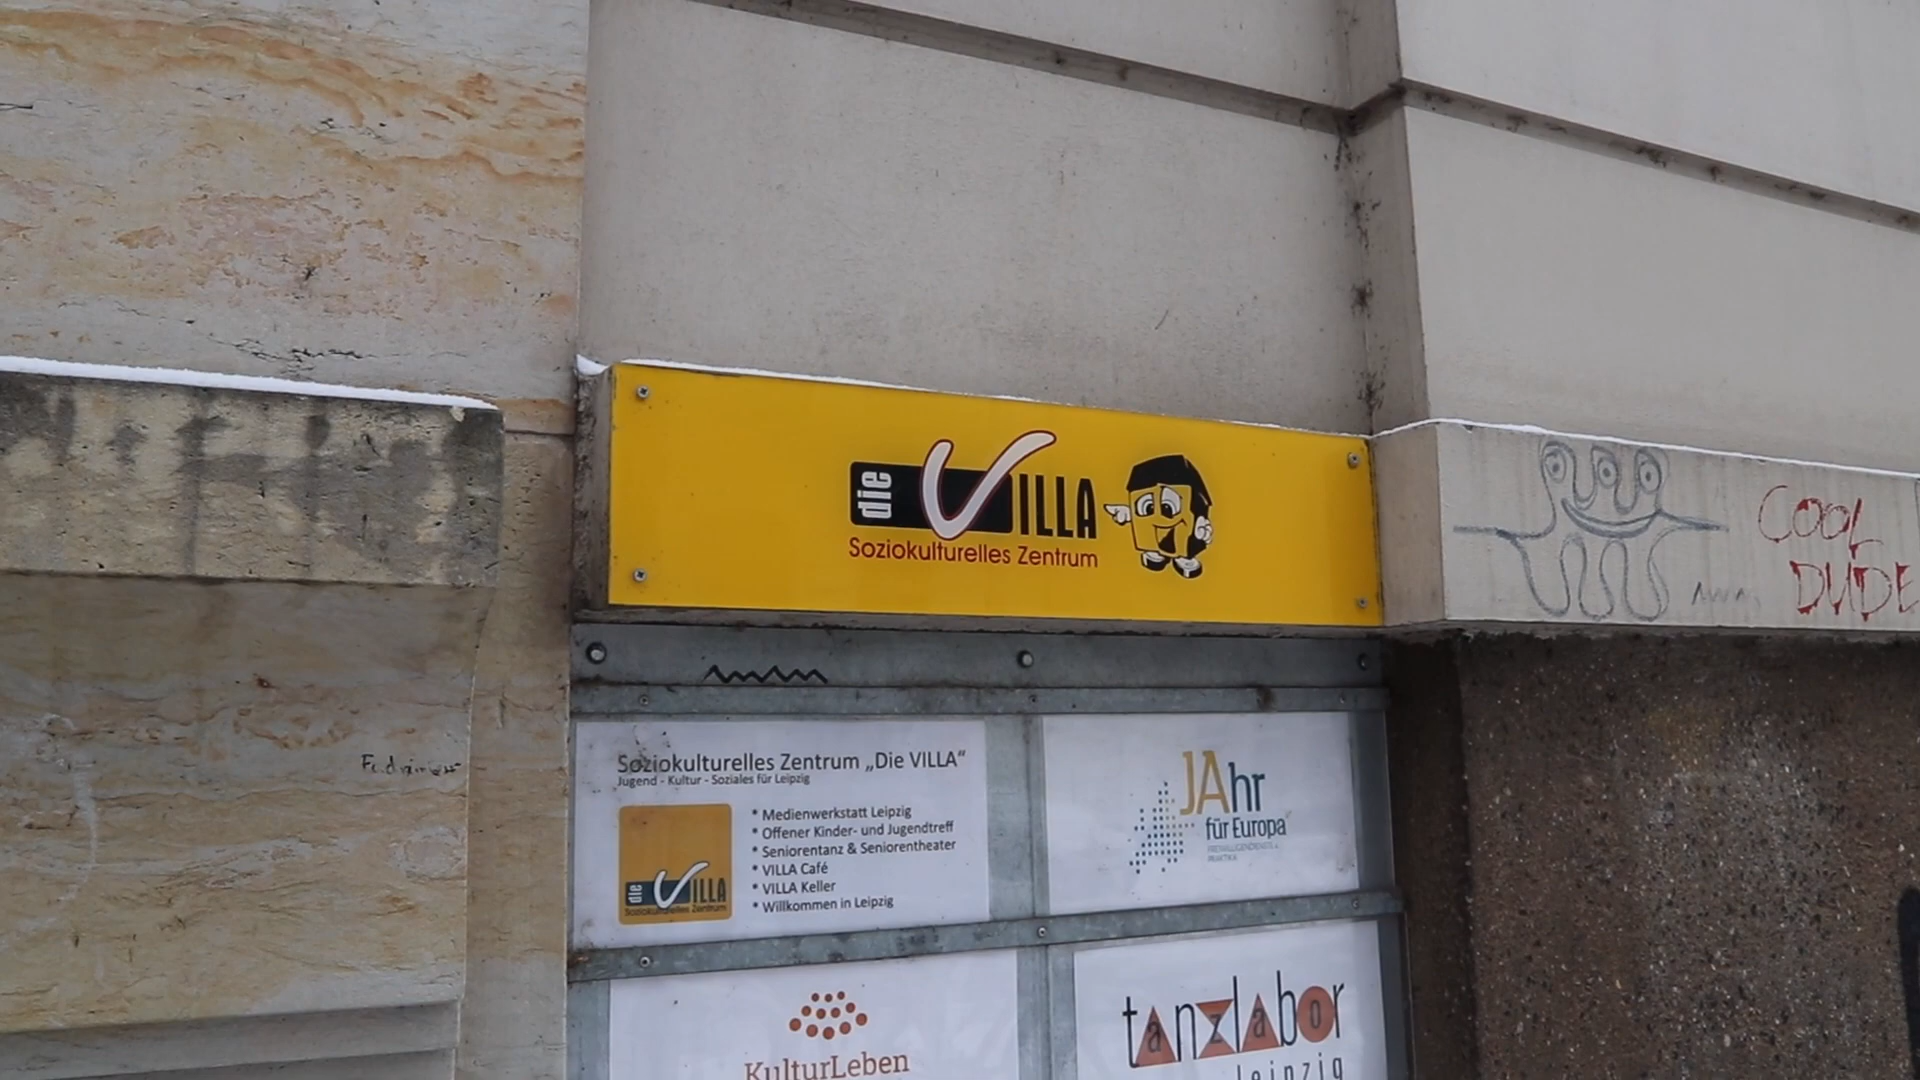 die VILLA
Soziokulturelles Zentrum
COOL
DUDE
Soziokulturelles Zentrum „Die VILLA“
Jugend - Kultur - Soziales für Leipzig
* Medienwerkstatt Leipzig
* Offener Kinder- und Jugendtreff
* Seniorentanz & Seniorentheater
* VILLA Café
* VILLA Keller
* Willkommen in Leipzig
die VILLA
Soziokulturelles Zentrum
JAhr
für Europa
FREIWILLIGENDIENSTE &
PRAKTIKA
KulturLeben
tanzlabor
leipzig